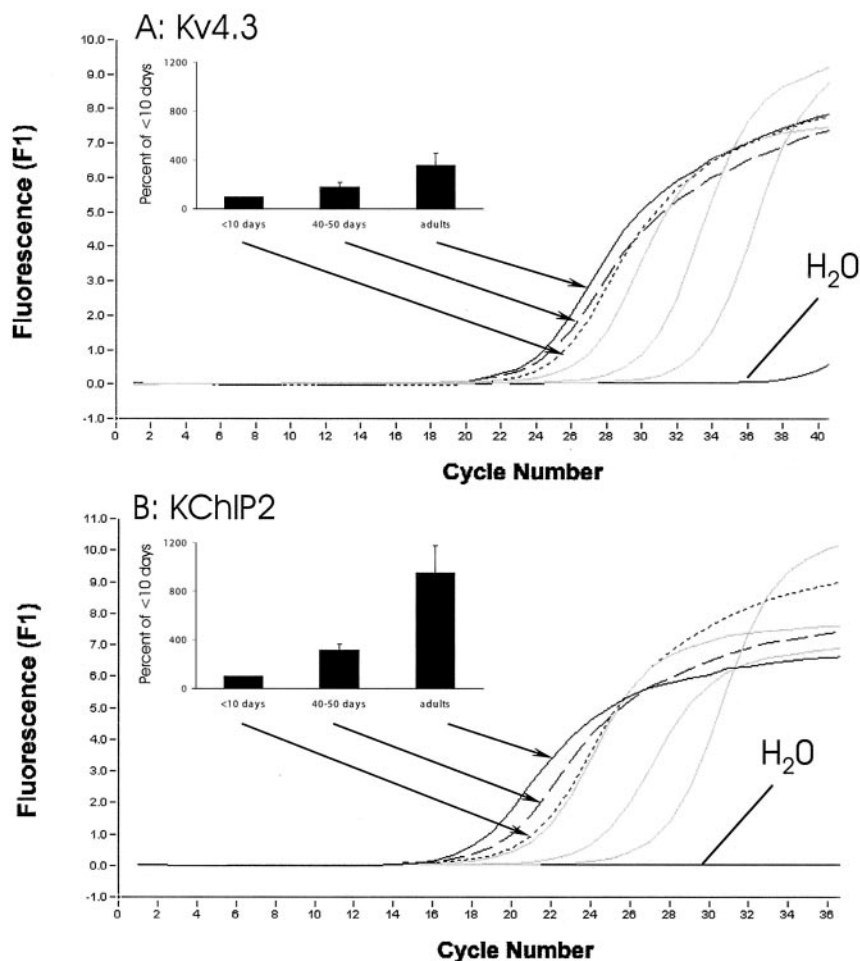 A: Kv4.3
10.0
9.0
8.0
7.0
6.0
5.0
4.0
3.0
2.0
1.0
0.0
-1.0
Fluorescence (F1)
Percent of <10 days
1200
800
400
0
<10 days 40-50 days adults
H2O
0 2 4 6 8 10 12 14 16 18 20 22 24 26 28 30 32 34 36 38 40
Cycle Number
B: KChIP2
11.0
10.0
9.0
8.0
7.0
6.0
5.0
4.0
3.0
2.0
1.0
0.0
-1.0
Fluorescence (F1)
Percent of <10 days
1200
800
400
0
<10 days 40-50 days adults
H2O
0 2 4 6 8 10 12 14 16 18 20 22 24 26 28 30 32 34 36
Cycle Number